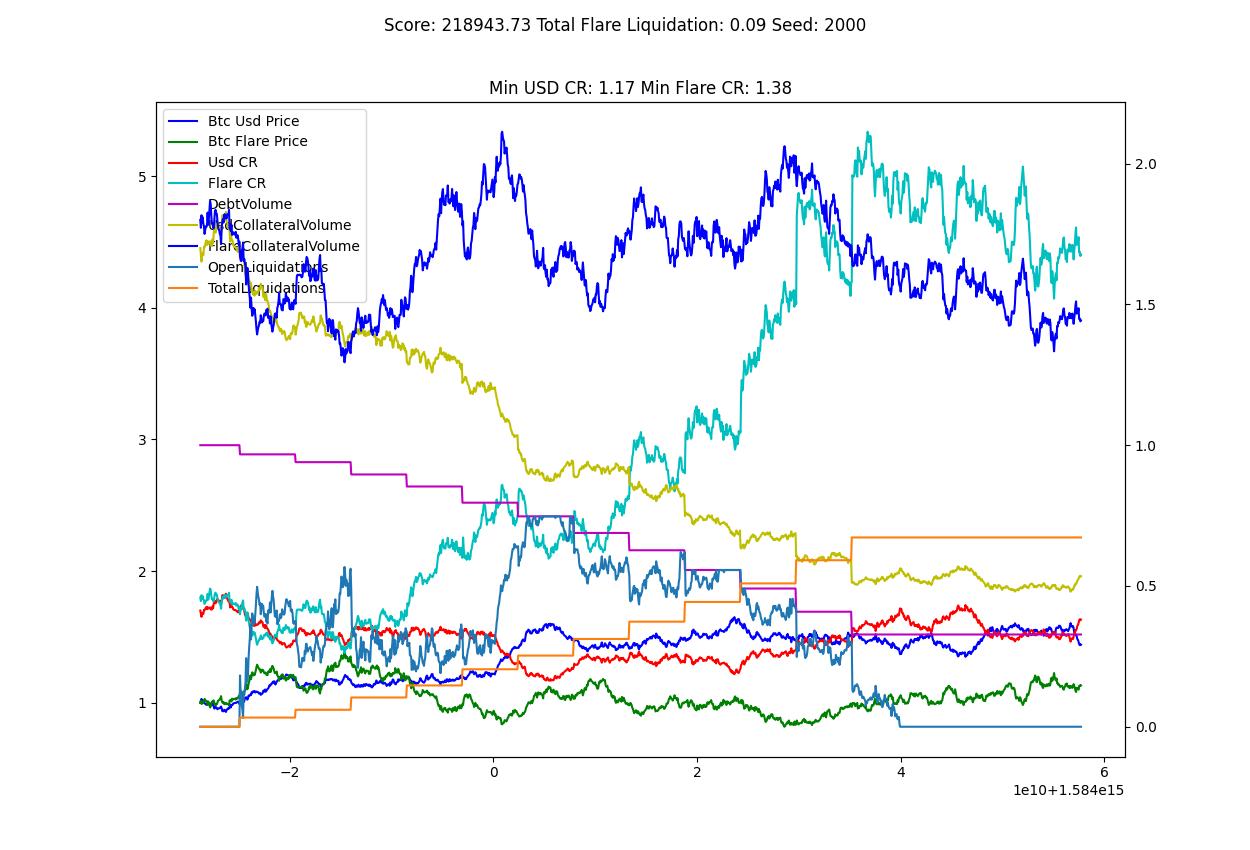 Score: 218943.73 Total Flare Liquidation: 0.09 Seed: 2000
Min USD CR: 1.17 Min Flare CR: 1.38
Btc Usd Price
Btc Flare Price
Usd CR
Flare CR
DebtVolume
UsdCollateralVolume
FlareCollateralVolume
OpenLiquidations
TotalLiquidations
5
4
3
2
1
2.0
1.5
1.0
0.5
0.0
−2
0
2
4
6
1e10+1.584e15